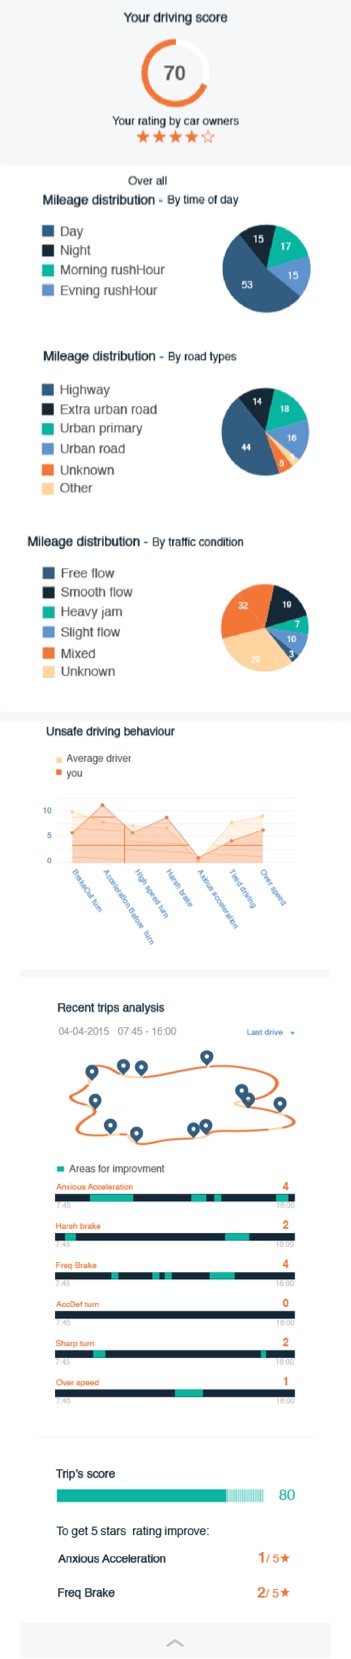 Your driving score
70
Your rating by car owners
Over all
Mileage distribution - By time of day
Day
Night
Morning rushHour
Evning rushHour
15
17
15
53
Mileage distribution - By road types
Highway
Extra urban road
Urban primary
Urban road
Unknown
Other
14
18
16
44
5
Mileage distribution - By traffic condition
Free flow
Smooth flow
Heavy jam
Slight flow
Mixed
Unknown
32
19
7
10
3
Unsafe driving behaviour
Average driver
you
10
5
0
BrakeOut turn
Acceleration Before turn
High speed turn
Harsh brake
Axious acceleration
Tired driving
Over speed
Recent trips analysis
04-04-2015 07:45 - 16:00 Last drive
Areas for improvment
Anxious Acceleration 4
7:45 16:00
Harsh brake 2
7:45 16:00
Freq Brake 4
7:45 16:00
AccDef turn 0
7:45 16:00
Sharp turn 2
7:45 16:00
Over speed 1
7:45 16:00
Trip's score
80
To get 5 stars rating improve:
Anxious Acceleration 1/5★
Freq Brake 2/5★